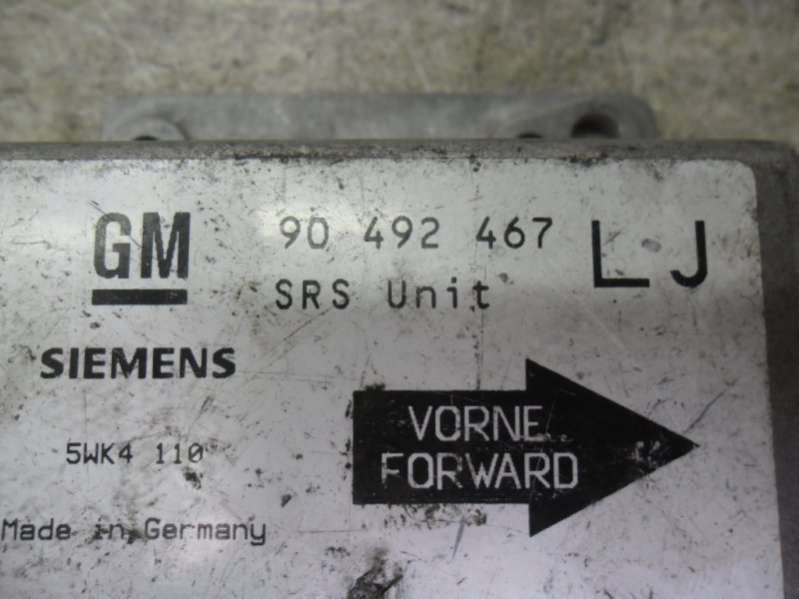 GM 90 492 467 LJ
SRS Unit
SIEMENS
VORNE
FORWARD
5WK4 110
Made in Germany